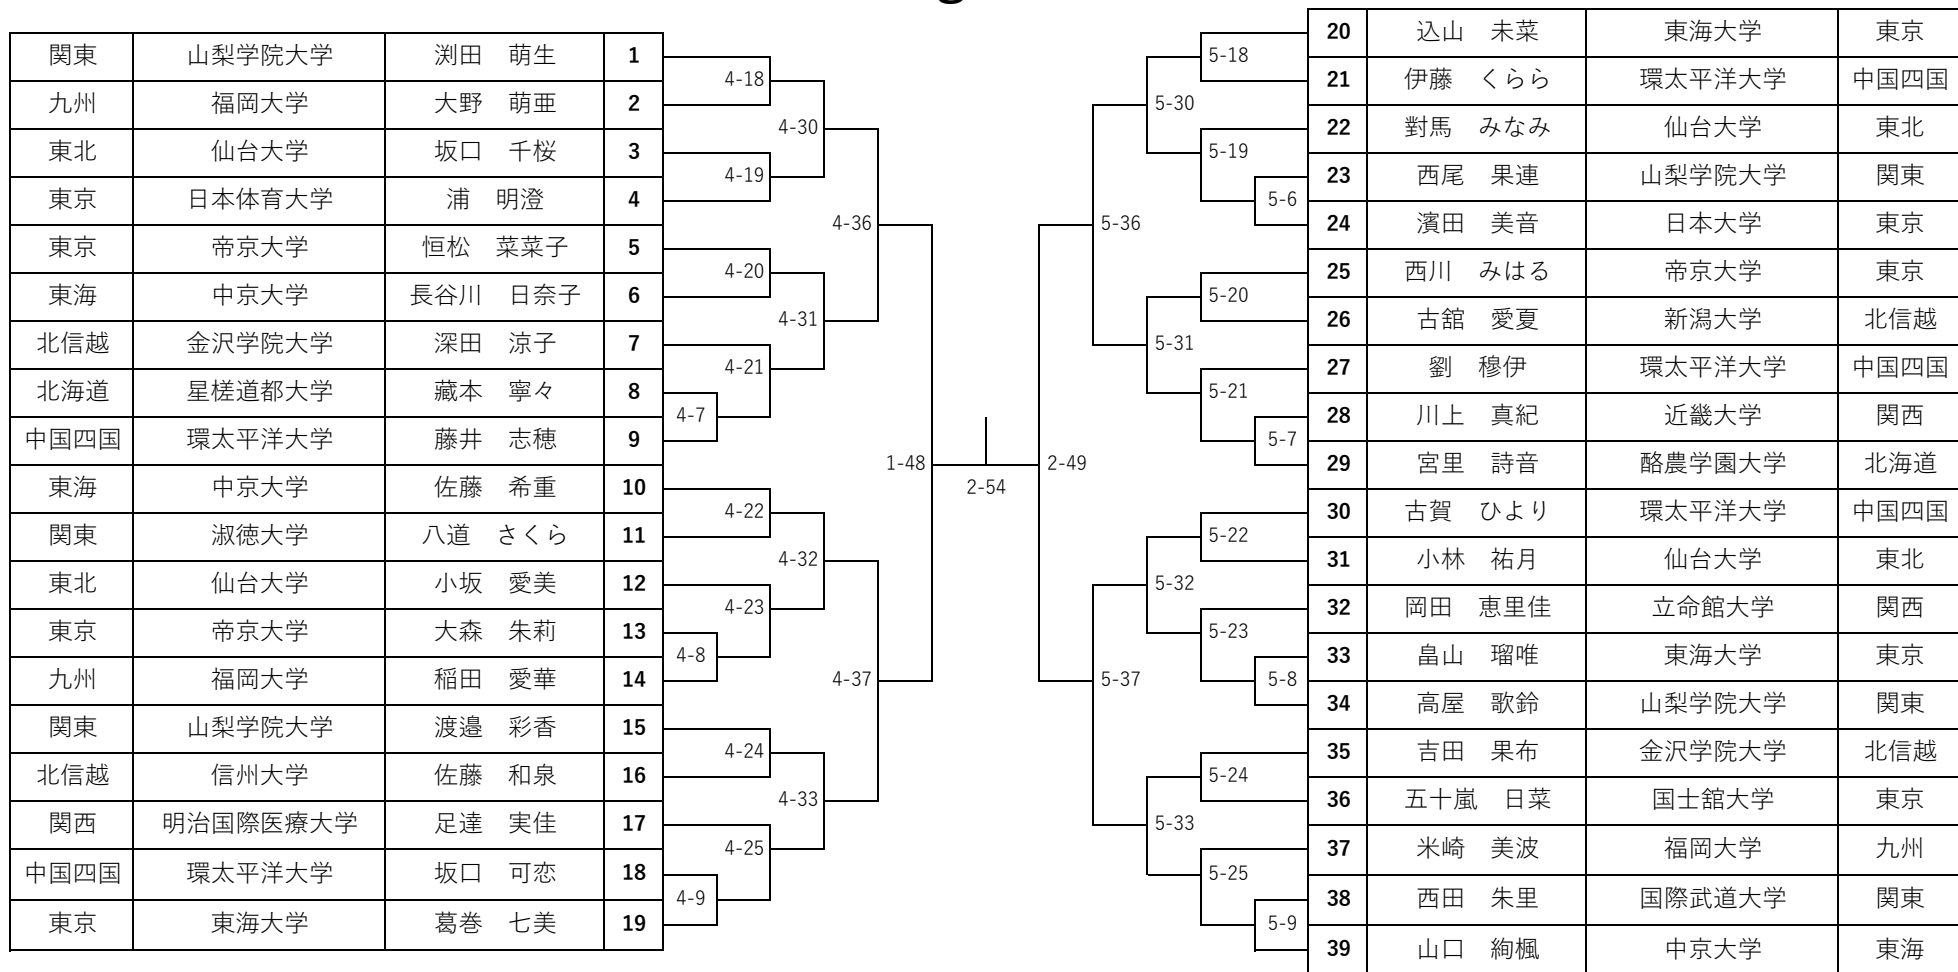 g
関東 山梨学院大学 渕田 萌生 1
九州 福岡大学 大野 萌亜 2
東北 仙台大学 坂口 千桜 3
東京 日本体育大学 浦 明澄 4
東京 帝京大学 恒松 菜菜子 5
東海 中京大学 長谷川 日奈子 6
北信越 金沢学院大学 深田 涼子 7
北海道 星槎道都大学 藏本 寧々 8
中国四国 環太平洋大学 藤井 志穂 9
東海 中京大学 佐藤 希重 10
関東 淑徳大学 八道 さくら 11
東北 仙台大学 小坂 愛美 12
東京 帝京大学 大森 朱莉 13
九州 福岡大学 稲田 愛華 14
関東 山梨学院大学 渡邉 彩香 15
北信越 信州大学 佐藤 和泉 16
関西 明治国際医療大学 足達 実佳 17
中国四国 環太平洋大学 坂口 可恋 18
東京 東海大学 葛巻 七美 19
4-18
4-19
4-20
4-21
4-7
4-22
4-23
4-8
4-24
4-25
4-9
4-30
4-31
4-32
4-33
4-36
4-37
1-48
2-54
2-49
5-36
5-37
5-30
5-31
5-32
5-33
5-18
5-19
5-6
5-20
5-21
5-7
5-22
5-23
5-8
5-24
5-25
5-9
20 込山 未菜 東海大学 東京
21 伊藤 くらら 環太平洋大学 中国四国
22 對馬 みなみ 仙台大学 東北
23 西尾 果連 山梨学院大学 関東
24 濱田 美音 日本大学 東京
25 西川 みはる 帝京大学 東京
26 古舘 愛夏 新潟大学 北信越
27 劉 穆伊 環太平洋大学 中国四国
28 川上 真紀 近畿大学 関西
29 宮里 詩音 酪農学園大学 北海道
30 古賀 ひより 環太平洋大学 中国四国
31 小林 祐月 仙台大学 東北
32 岡田 恵里佳 立命館大学 関西
33 畠山 瑠唯 東海大学 東京
34 高屋 歌鈴 山梨学院大学 関東
35 吉田 果布 金沢学院大学 北信越
36 五十嵐 日菜 国士舘大学 東京
37 米崎 美波 福岡大学 九州
38 西田 朱里 国際武道大学 関東
39 山口 絢楓 中京大学 東海